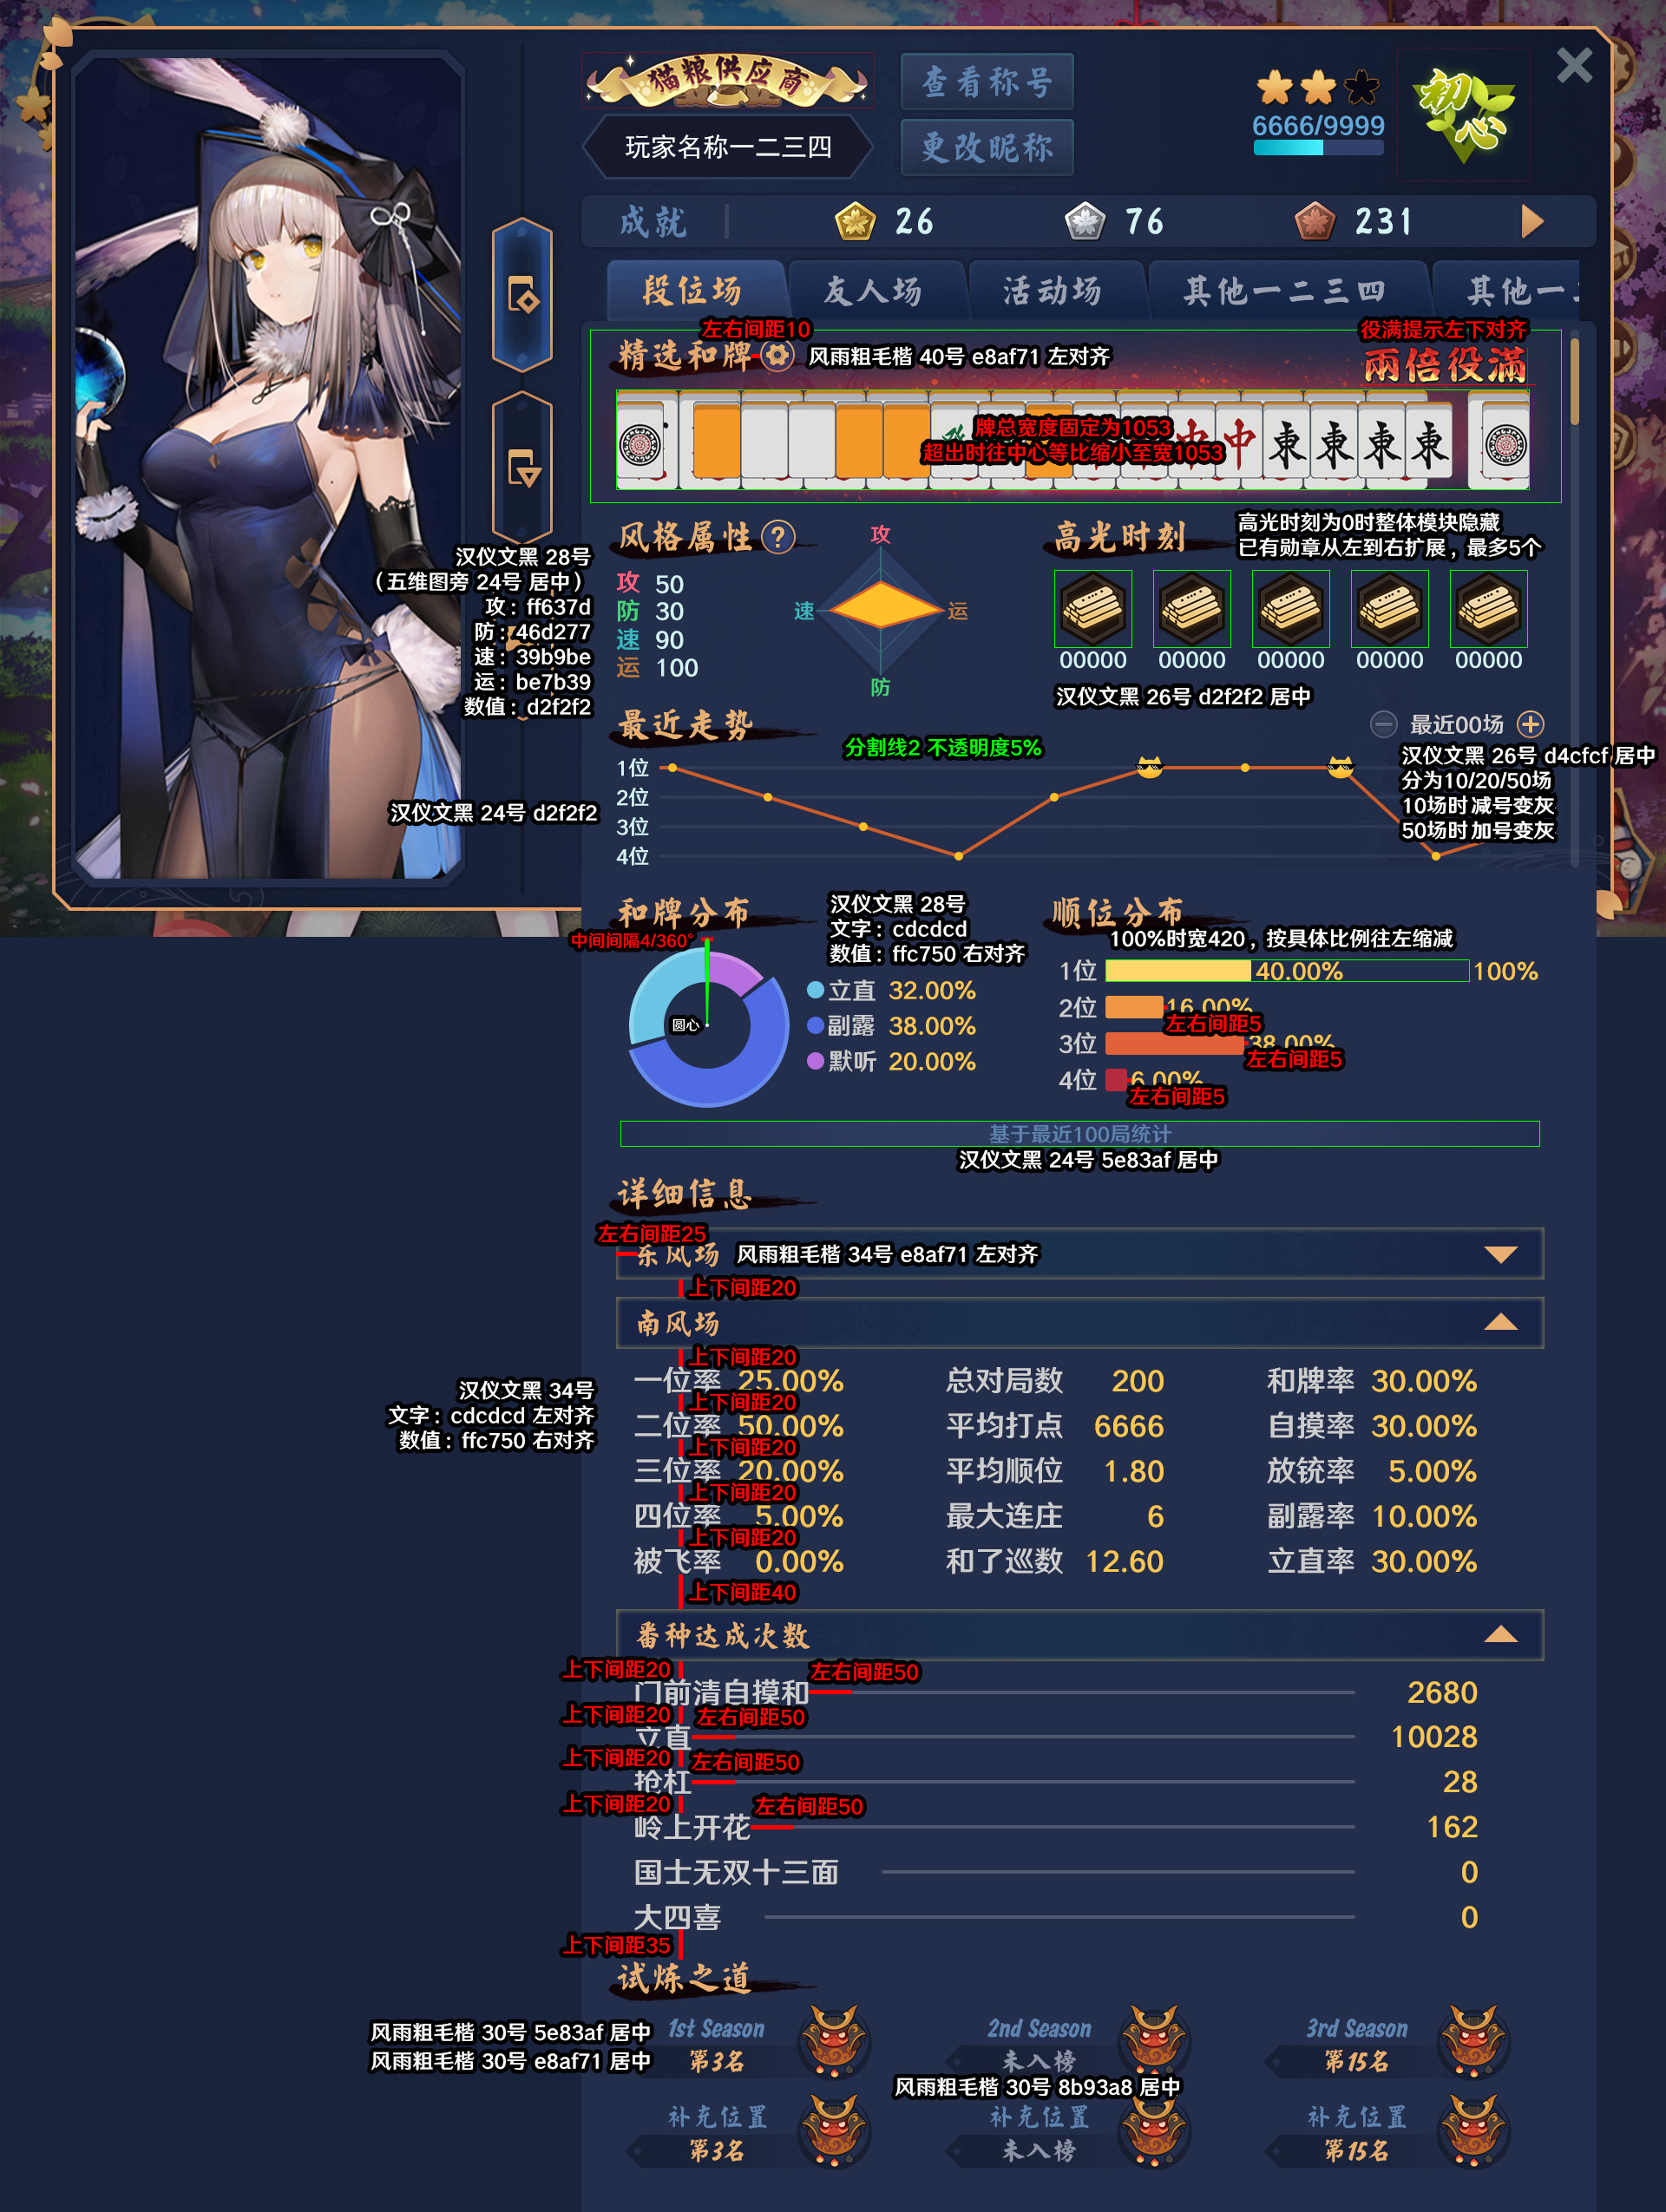 猫粮供应商
查看称号
玩家名称一二三四
更改昵称
6666/9999
初心
成就
26
76
231
段位场
友人场
活动场
其他一二三四
其他一二
左右间距10
精选和牌
风雨粗毛楷 40号 e8af71 左对齐
役满提示左下对齐
兩倍役滿
牌总宽度固定为1053
超出时往中心等比缩小至宽1053
中 中 東 東 東 東
风格属性 ?
攻 50
防 30
速 90
运 100
汉仪文黑 28号
（五维图旁 24号 居中）
攻：ff637d
防：46d277
速：39b9be
运：be7b39
数值：d2f2f2
攻
速
运
防
高光时刻
高光时刻为0时整体模块隐藏
已有勋章从左到右扩展，最多5个
00000
00000
00000
00000
00000
汉仪文黑 26号 d2f2f2 居中
最近走势
分割线2 不透明度5%
最近00场
汉仪文黑 26号 d4cfcf 居中
分为10/20/50场
10场时 减号变灰
50场时 加号变灰
1位
2位
3位
4位
汉仪文黑 24号 d2f2f2
和牌分布
中间间隔4/360°
圆心
汉仪文黑 28号
文字：cdcdcd
数值：ffc750 右对齐
立直 32.00%
副露 38.00%
默听 20.00%
顺位分布
100%时宽420，按具体比例往左缩减
1位 40.00% 100%
2位 16.00%
左右间距5
3位 38.00%
左右间距5
4位 6.00%
左右间距5
基于最近100局统计
汉仪文黑 24号 5e83af 居中
详细信息
左右间距25
东风场
风雨粗毛楷 34号 e8af71 左对齐
上下间距20
南风场
上下间距20
一位率 25.00% 总对局数 200 和牌率 30.00%
上下间距20
二位率 50.00% 平均打点 6666 自摸率 30.00%
上下间距20
三位率 20.00% 平均顺位 1.80 放铳率 5.00%
上下间距20
四位率 5.00% 最大连庄 6 副露率 10.00%
上下间距20
被飞率 0.00% 和了巡数 12.60 立直率 30.00%
上下间距40
汉仪文黑 34号
文字：cdcdcd 左对齐
数值：ffc750 右对齐
番种达成次数
上下间距20
左右间距50
门前清自摸和 2680
上下间距20
左右间距50
立直 10028
上下间距20
左右间距50
抢杠 28
上下间距20
左右间距50
岭上开花 162
国士无双十三面 0
大四喜 0
上下间距35
试炼之道
风雨粗毛楷 30号 5e83af 居中
风雨粗毛楷 30号 e8af71 居中
1st Season
第3名
2nd Season
未入榜
3rd Season
第15名
风雨粗毛楷 30号 8b93a8 居中
补充位置
第3名
补充位置
未入榜
补充位置
第15名